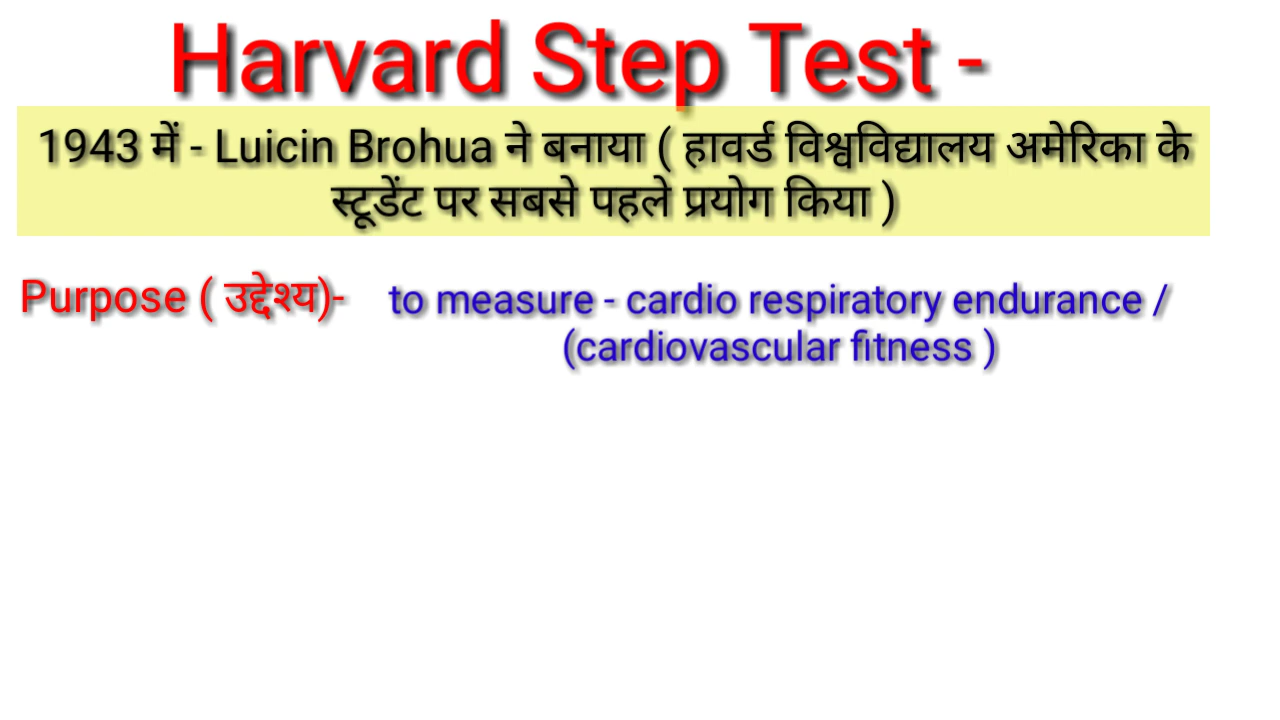 Harvard Step Test -
1943 में - Luicin Brohua ने बनाया ( हावर्ड विश्वविद्यालय अमेरिका के
स्टूडेंट पर सबसे पहले प्रयोग किया )
Purpose ( उद्देश्य)- to measure - cardio respiratory endurance /
(cardiovascular fitness )